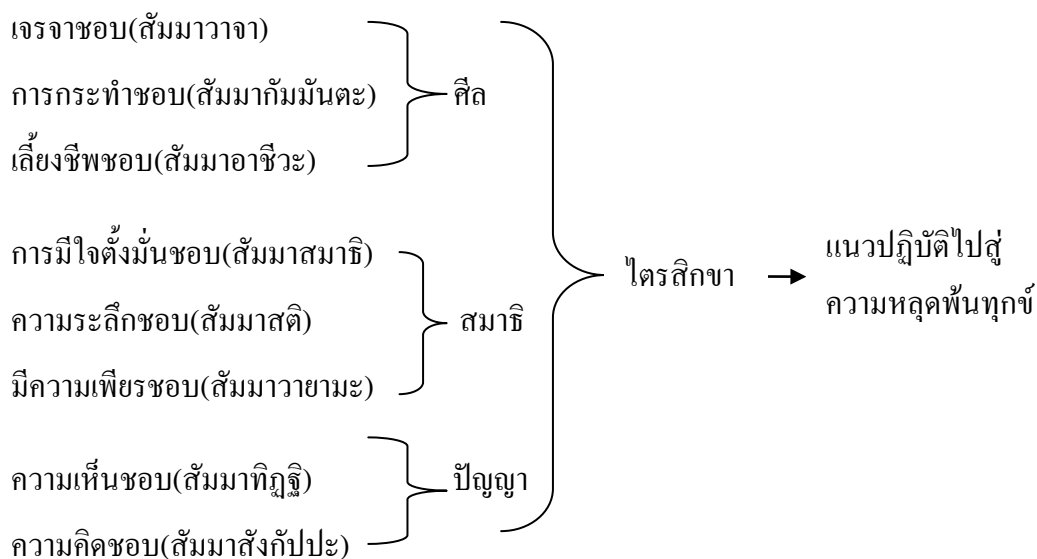 เจรจาชอบ(สัมมาวาจา)
การกระทำชอบ(สัมมากัมมันตะ)
เลี้ยงชีพชอบ(สัมมาอาชีวะ)
ศีล
การมีใจตั้งมั่นชอบ(สัมมาสมาธิ)
ความระลึกชอบ(สัมมาสติ)
มีความเพียรชอบ(สัมมาวายามะ)
สมาธิ
ความเห็นชอบ(สัมมาทิฏฐิ)
ความคิดชอบ(สัมมาสังกัปปะ)
ปัญญา
ไตรสิกขา
แนวปฏิบัติไปสู่
ความหลุดพ้นทุกข์